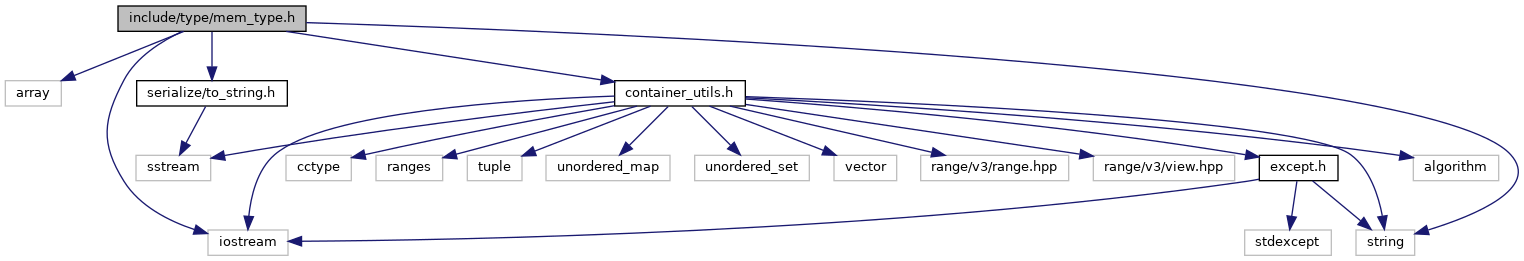 include/type/mem_type.h
array
serialize/to_string.h
container_utils.h
sstream
cctype
ranges
tuple
unordered_map
unordered_set
vector
range/v3/range.hpp
range/v3/view.hpp
except.h
algorithm
iostream
stdexcept
string